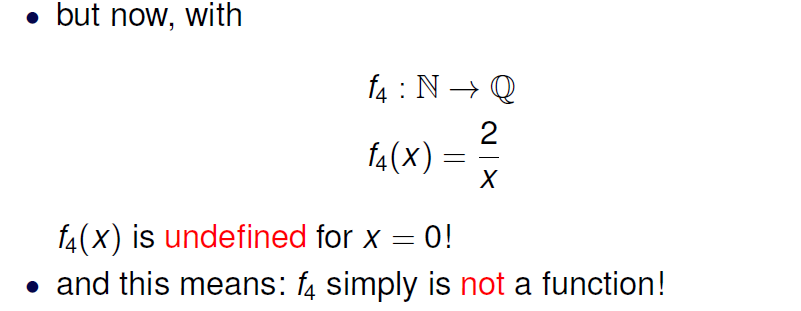 • but now, with
f₄ : ℕ → ℚ
f₄(x) = 2/x
f₄(x) is undefined for x = 0!
• and this means: f₄ simply is not a function!